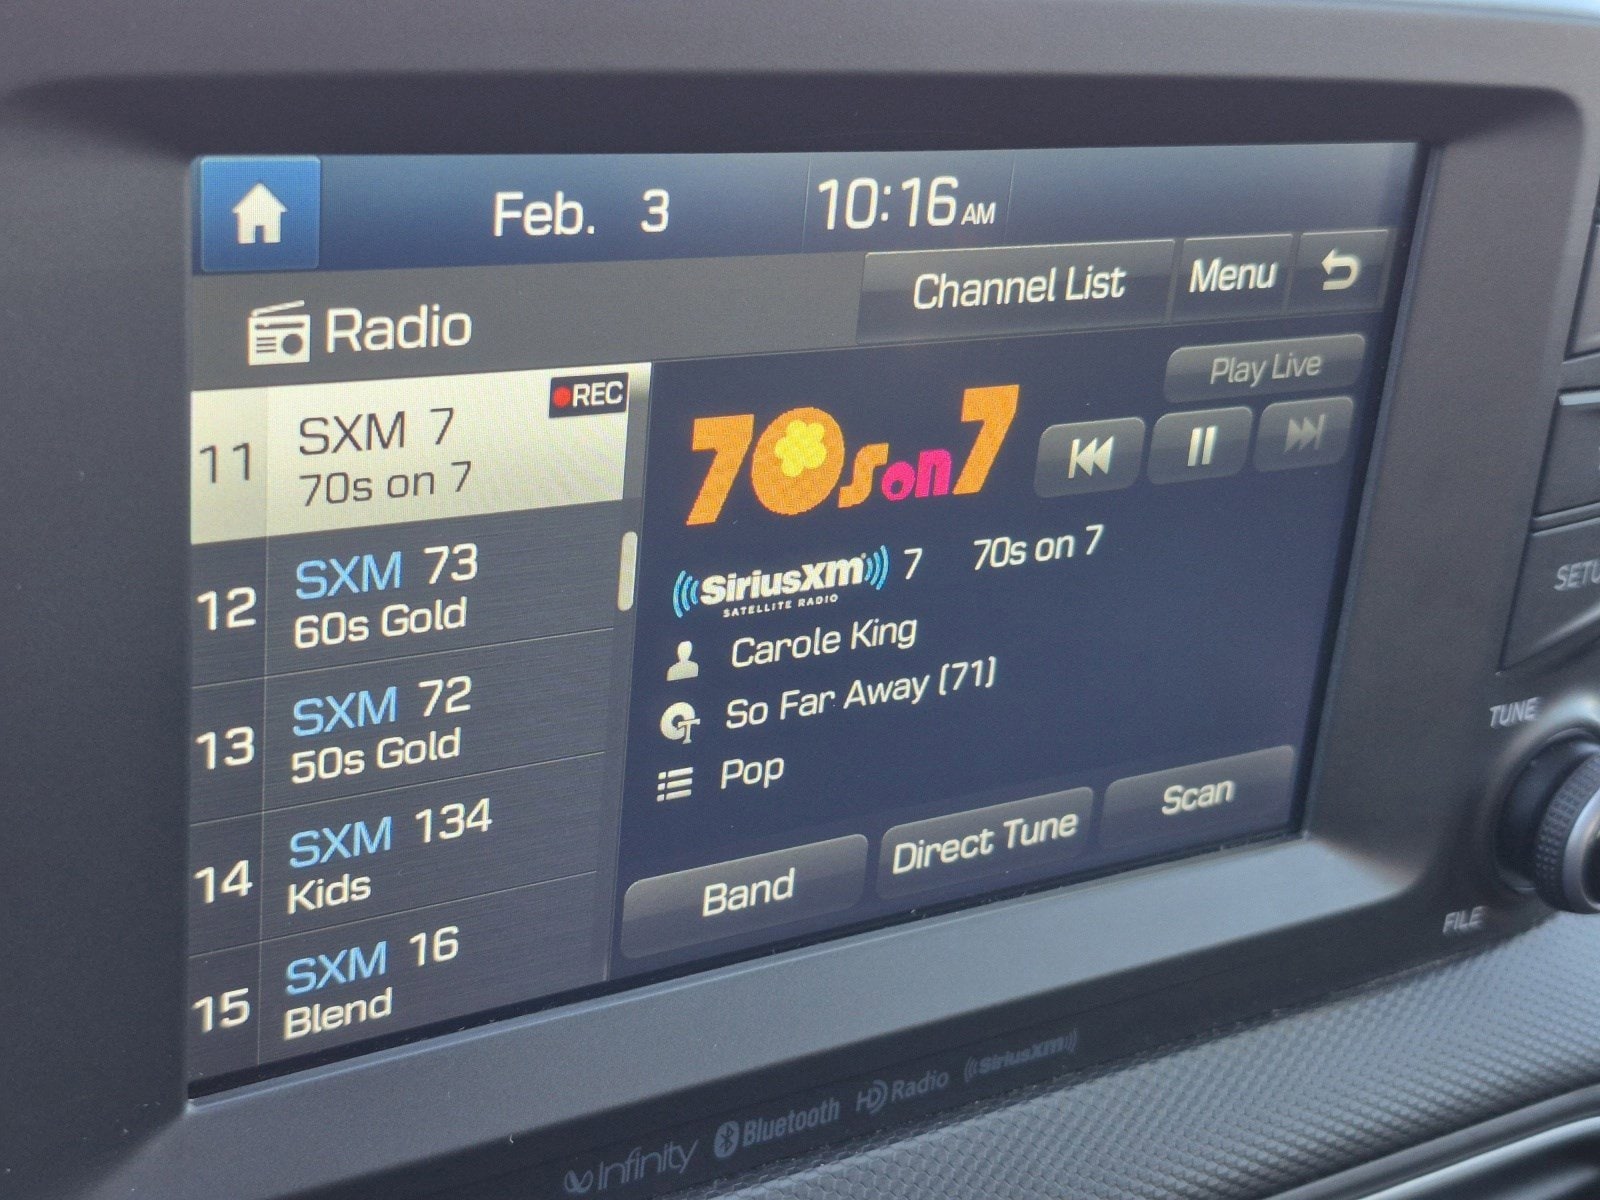 Feb. 3 10:16 AM
Channel List Menu
Radio
Play Live
11 SXM 7 REC
70s on 7
12 SXM 73
60s Gold
13 SXM 72
50s Gold
14 SXM 134
Kids
15 SXM 16
Blend
70s on 7
SiriusXM 7 70s on 7
SATELLITE RADIO
Carole King
So Far Away (71)
Pop
Band Direct Tune Scan
TUNE
FILE
Infinity Bluetooth HD Radio SiriusXM